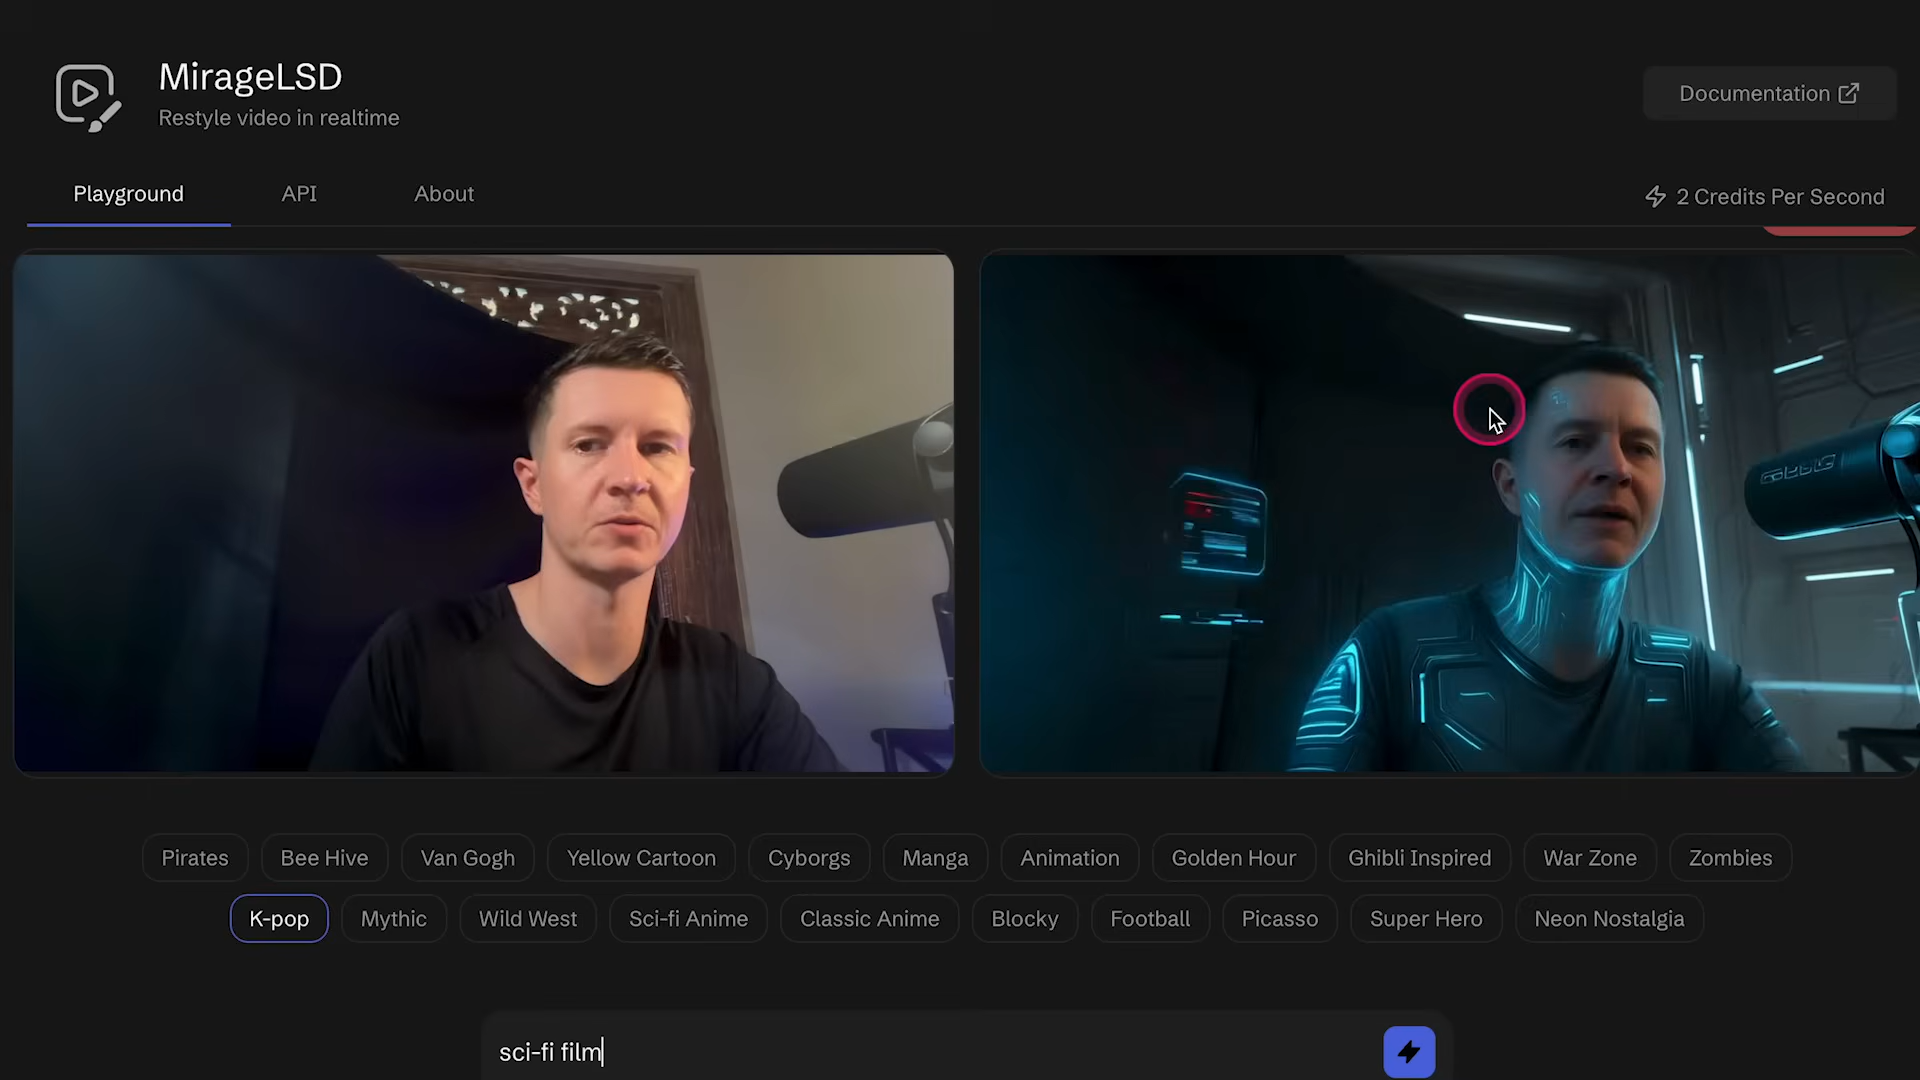 MirageLSD
Restyle video in realtime
Documentation
Playground API About
2 Credits Per Second
Pirates Bee Hive Van Gogh Yellow Cartoon Cyborgs Manga Animation Golden Hour Ghibli Inspired War Zone Zombies
K-pop Mythic Wild West Sci-fi Anime Classic Anime Blocky Football Picasso Super Hero Neon Nostalgia
sci-fi film